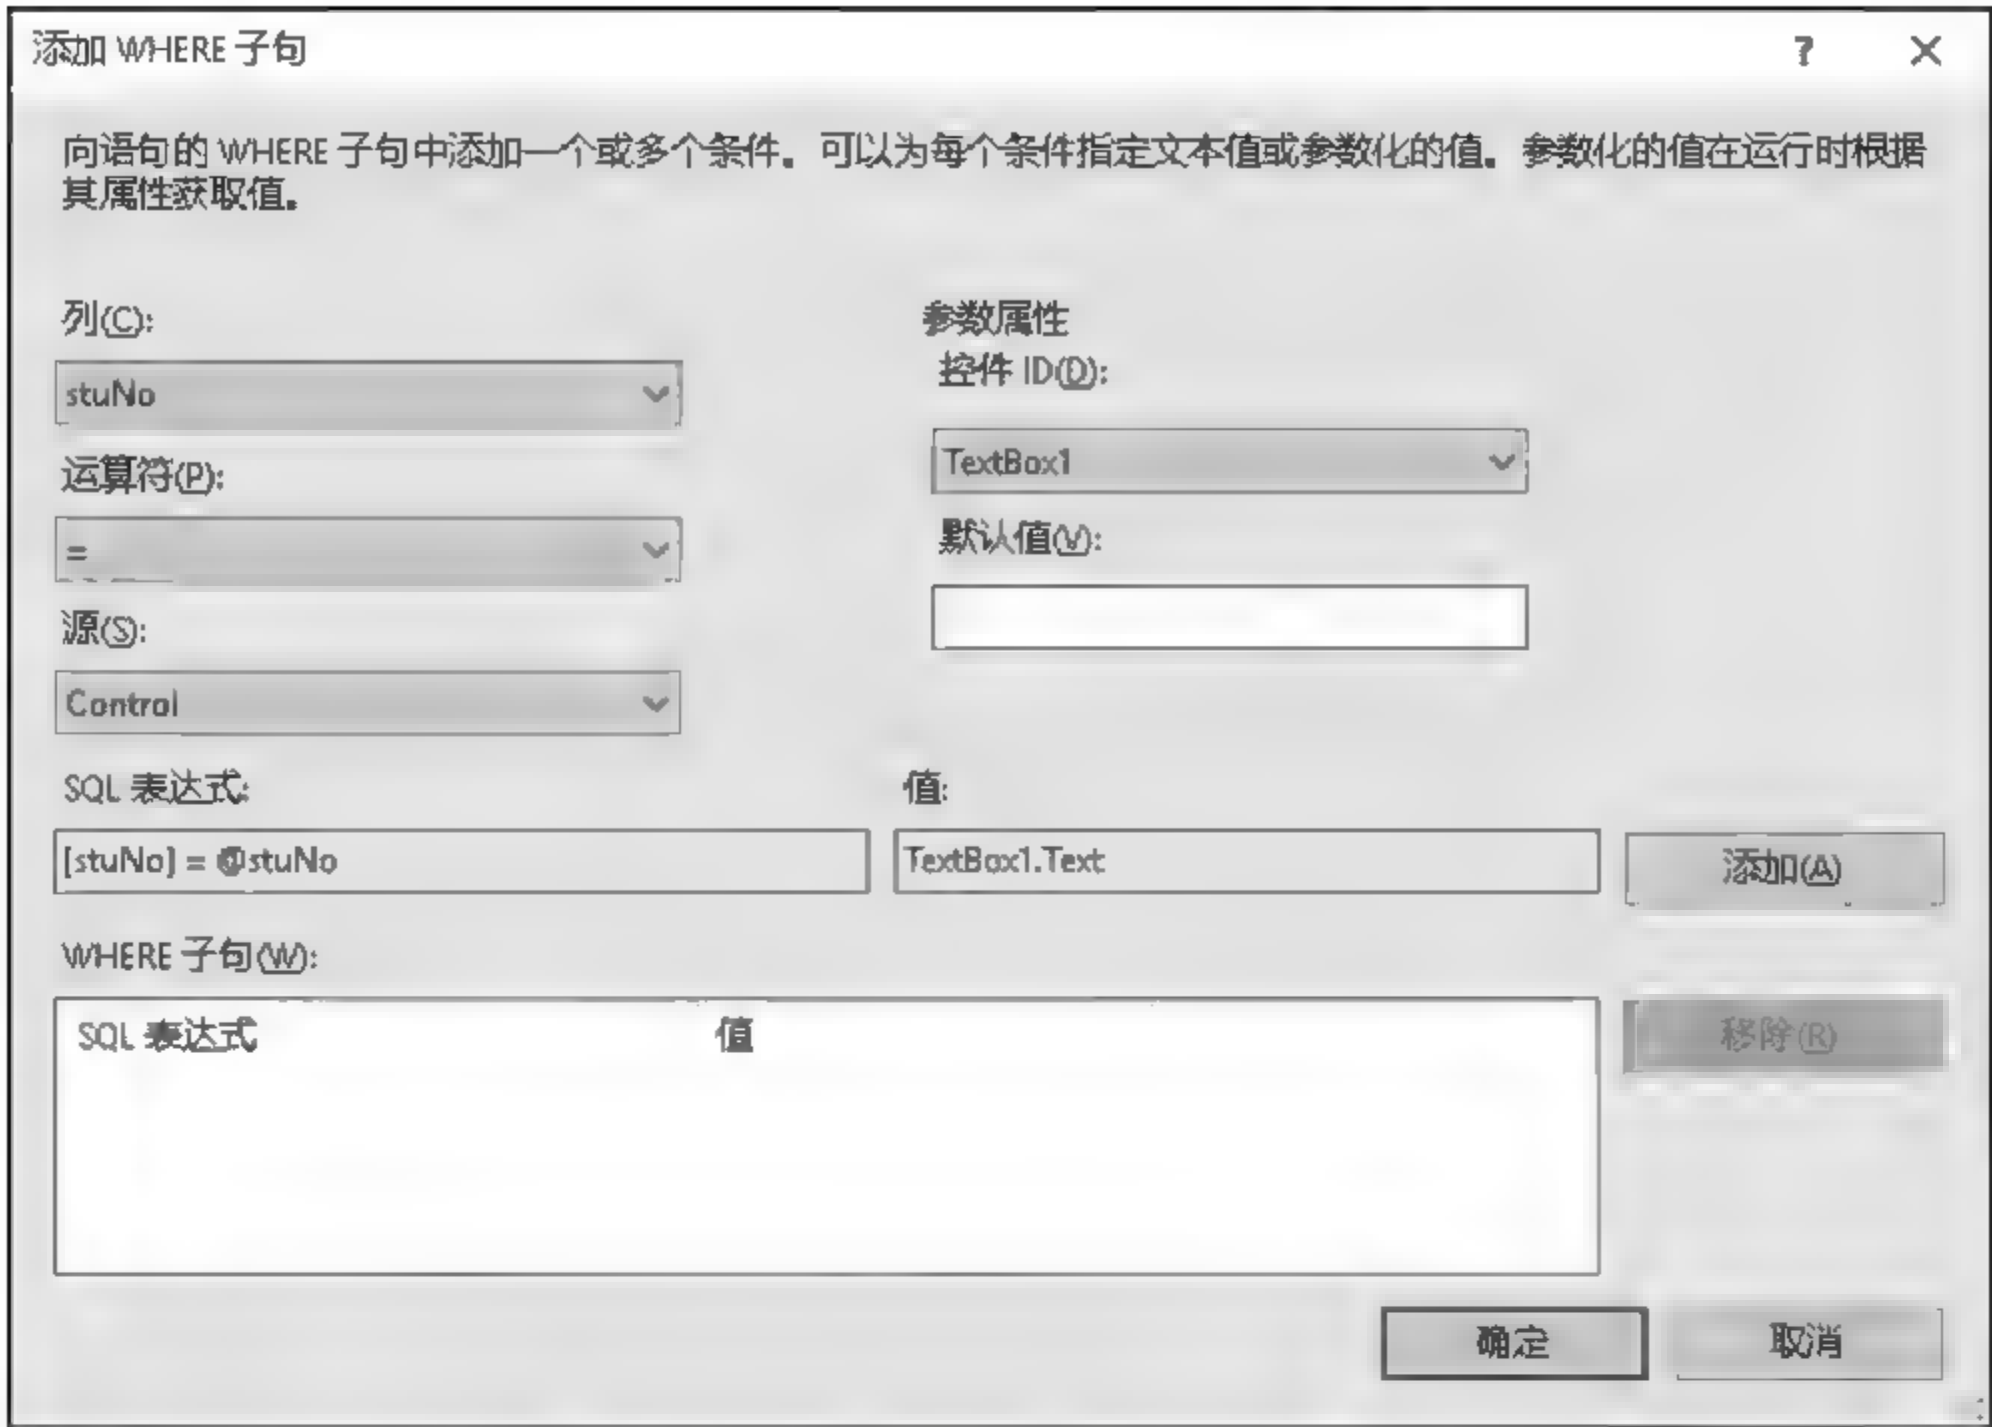 添加 WHERE 子句
向语句的 WHERE 子句中添加一个或多个条件。可以为每个条件指定文本值或参数化的值。参数化的值在运行时根据
其属性获取值。
列(C):
stuNo
运算符(P):
=
源(S):
Control
参数属性
控件 ID(D):
TextBox1
默认值(V):
SQL 表达式:
值:
[stuNo] = @stuNo
TextBox1.Text
添加(A)
WHERE 子句(W):
SQL 表达式
值
移除(R)
确定
取消